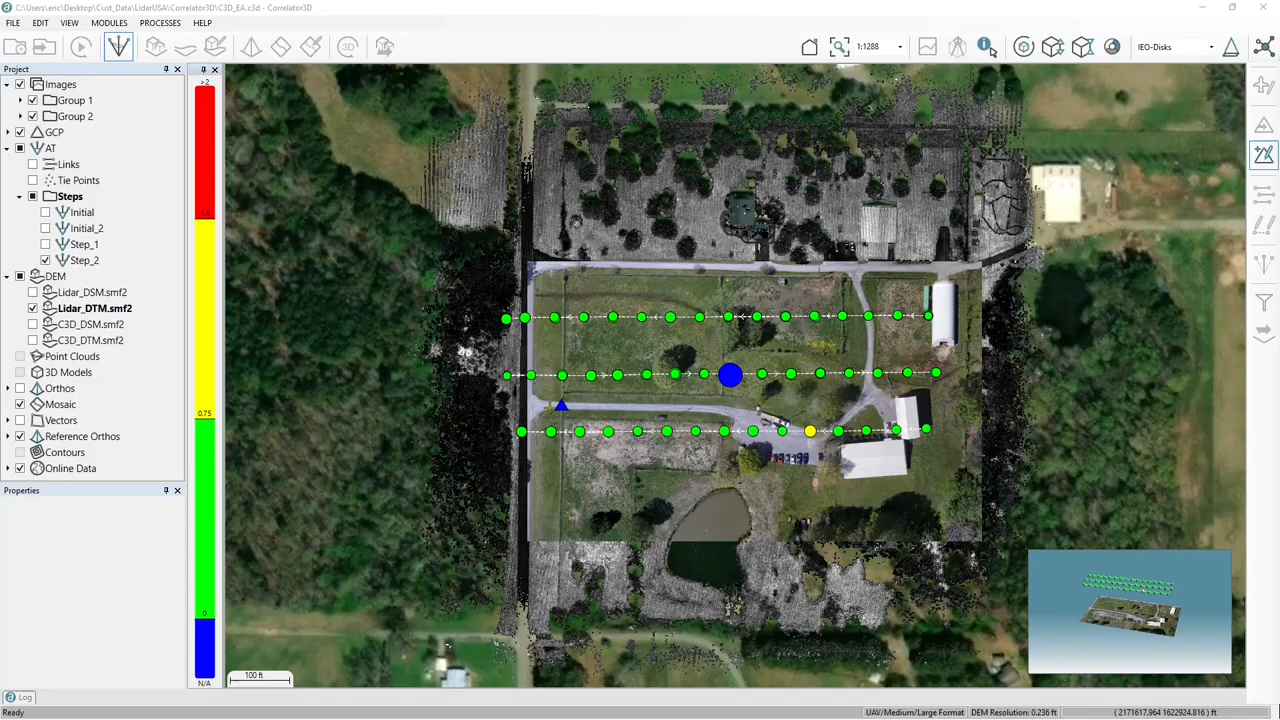 C:\Users\eric\Desktop\Cust_Data\LidarUSA\Correlator3D\C3D_EA.c3d - Correlator3D
FILE EDIT VIEW MODULES PROCESSES HELP
3D
1:1288
IEO-Disks
Project
Images
Group 1
Group 2
GCP
AT
Links
Tie Points
Steps
Initial
Initial_2
Step_1
Step_2
DEM
Lidar_DSM.smf2
Lidar_DTM.smf2
C3D_DSM.smf2
C3D_DTM.smf2
Point Clouds
3D Models
Orthos
Mosaic
Vectors
Reference Orthos
Contours
Online Data
Properties
>2
1.5
0.75
0
N/A
100 ft
Log
Ready
UAV/Medium/Large Format
DEM Resolution: 0.236 ft
( 2171617.964 1622924.816 ) ft